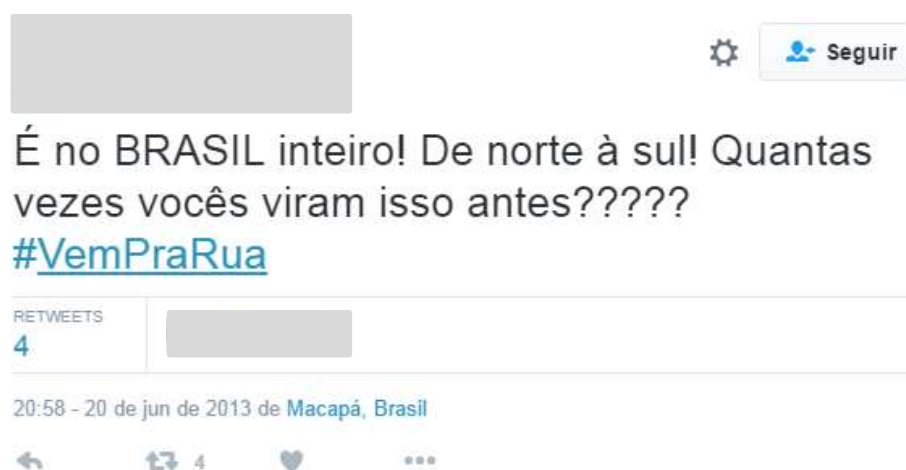 Seguir
É no BRASIL inteiro! De norte à sul! Quantas
vezes vocês viram isso antes?????
#VemPraRua
RETWEETS
4
20:58 - 20 de jun de 2013 de Macapá, Brasil
4